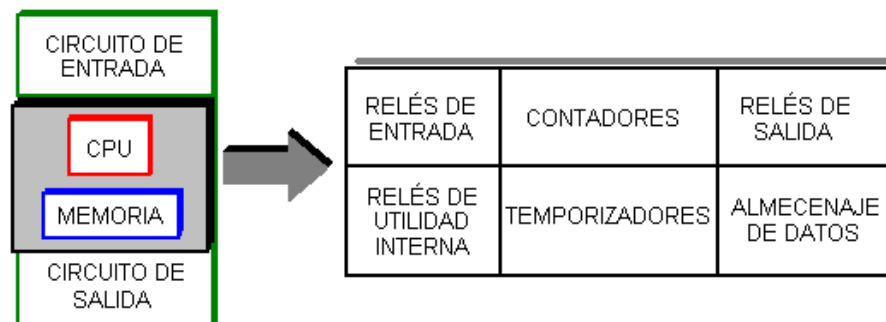 CIRCUITO DE
ENTRADA
CPU
MEMORIA
CIRCUITO DE
SALIDA
RELÉS DE
ENTRADA
CONTADORES
RELÉS DE
SALIDA
RELÉS DE
UTILIDAD
INTERNA
TEMPORIZADORES
ALMECENAJE
DE DATOS